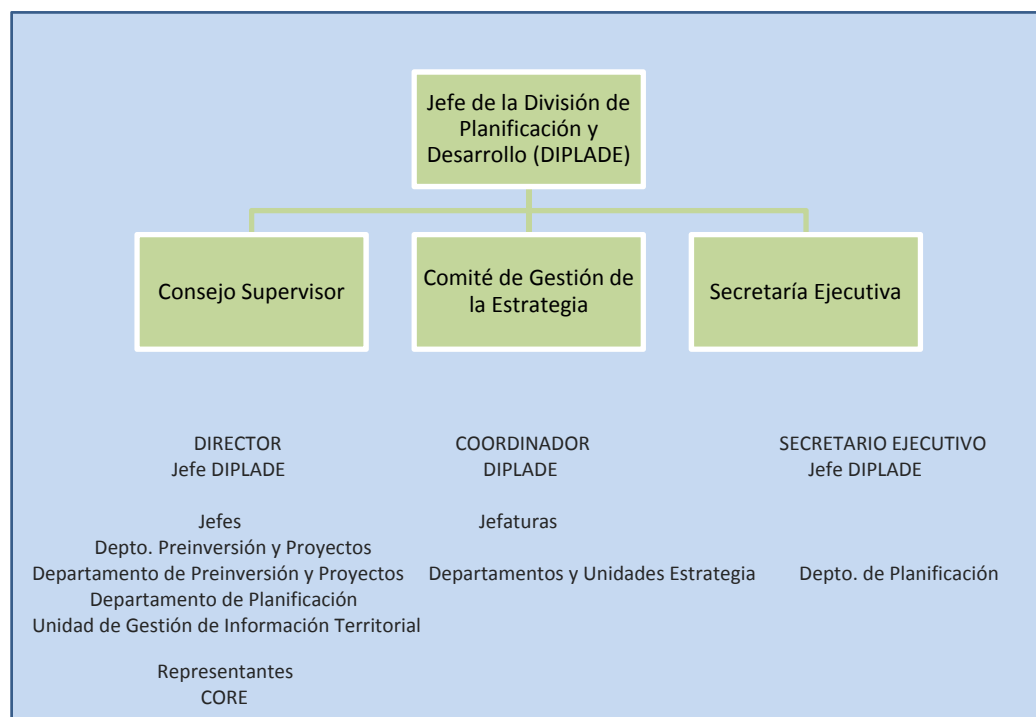 Jefe de la División de
Planificación y
Desarrollo (DIPLADE)
Consejo Supervisor
Comité de Gestión de
la Estrategia
Secretaría Ejecutiva
DIRECTOR
Jefe DIPLADE
Jefes
Depto. Preinversión y Proyectos
Departamento de Preinversión y Proyectos
Departamento de Planificación
Unidad de Gestión de Información Territorial
Representantes
CORE
COORDINADOR
DIPLADE
Jefaturas
Departamentos y Unidades Estrategia
SECRETARIO EJECUTIVO
Jefe DIPLADE
Depto. de Planificación